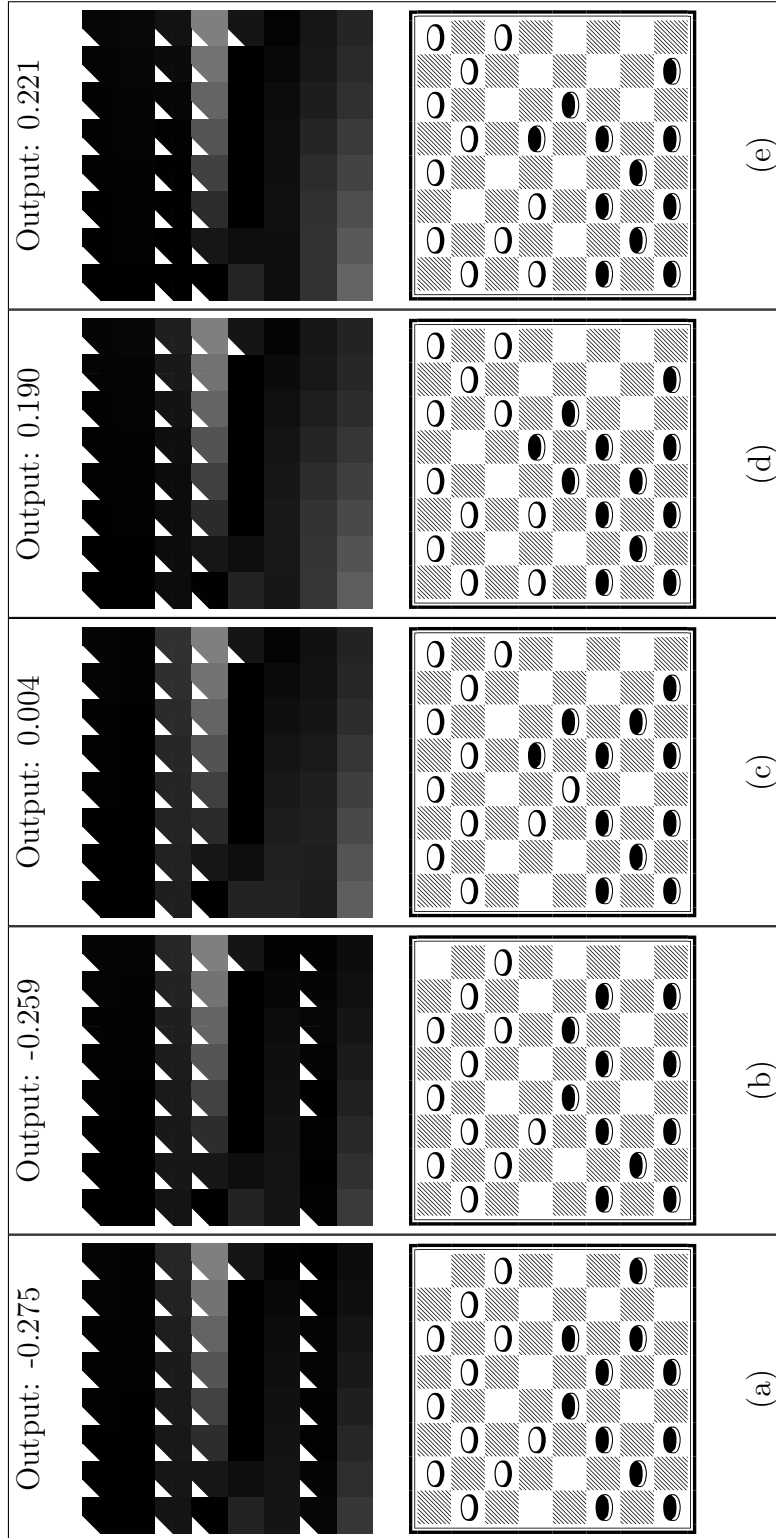 Output: -0.275
(a)
Output: -0.259
(b)
Output: 0.004
(c)
Output: 0.190
(d)
Output: 0.221
(e)